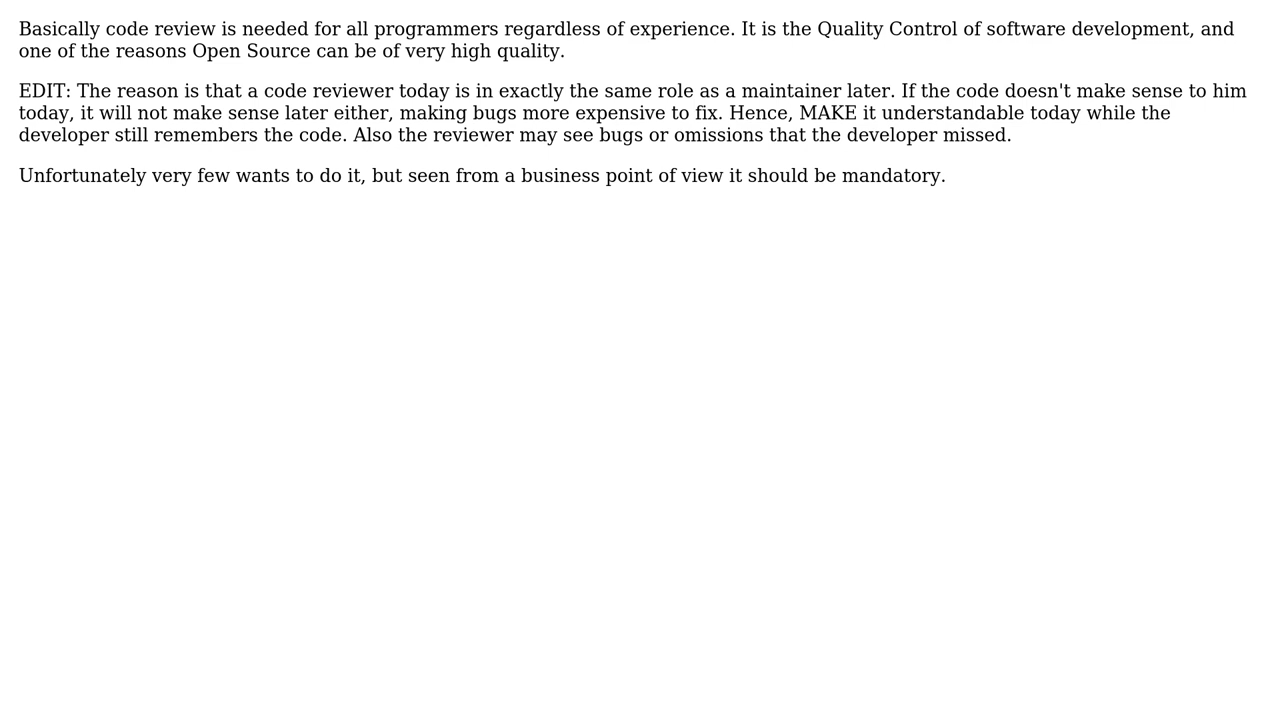 Basically code review is needed for all programmers regardless of experience. It is the Quality Control of software development, and
one of the reasons Open Source can be of very high quality.
EDIT: The reason is that a code reviewer today is in exactly the same role as a maintainer later. If the code doesn't make sense to him
today, it will not make sense later either, making bugs more expensive to fix. Hence, MAKE it understandable today while the
developer still remembers the code. Also the reviewer may see bugs or omissions that the developer missed.
Unfortunately very few wants to do it, but seen from a business point of view it should be mandatory.